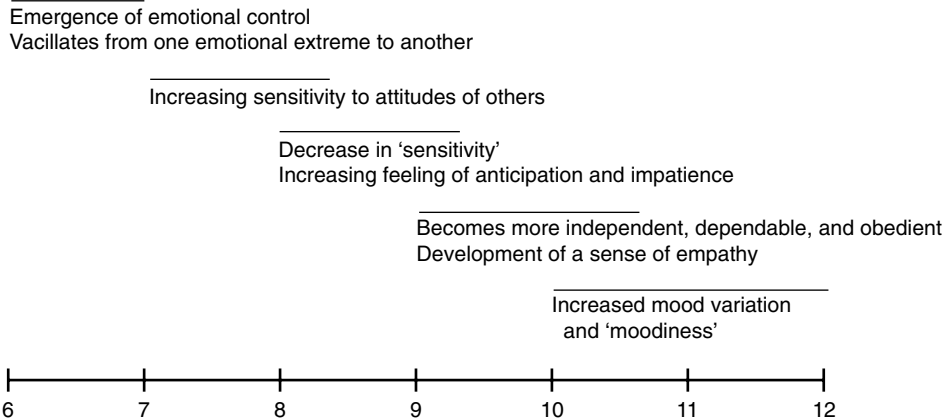 Emergence of emotional control
Vacillates from one emotional extreme to another
Increasing sensitivity to attitudes of others
Decrease in ‘sensitivity’
Increasing feeling of anticipation and impatience
Becomes more independent, dependable, and obedient
Development of a sense of empathy
Increased mood variation
and ‘moodiness’
6 7 8 9 10 11 12